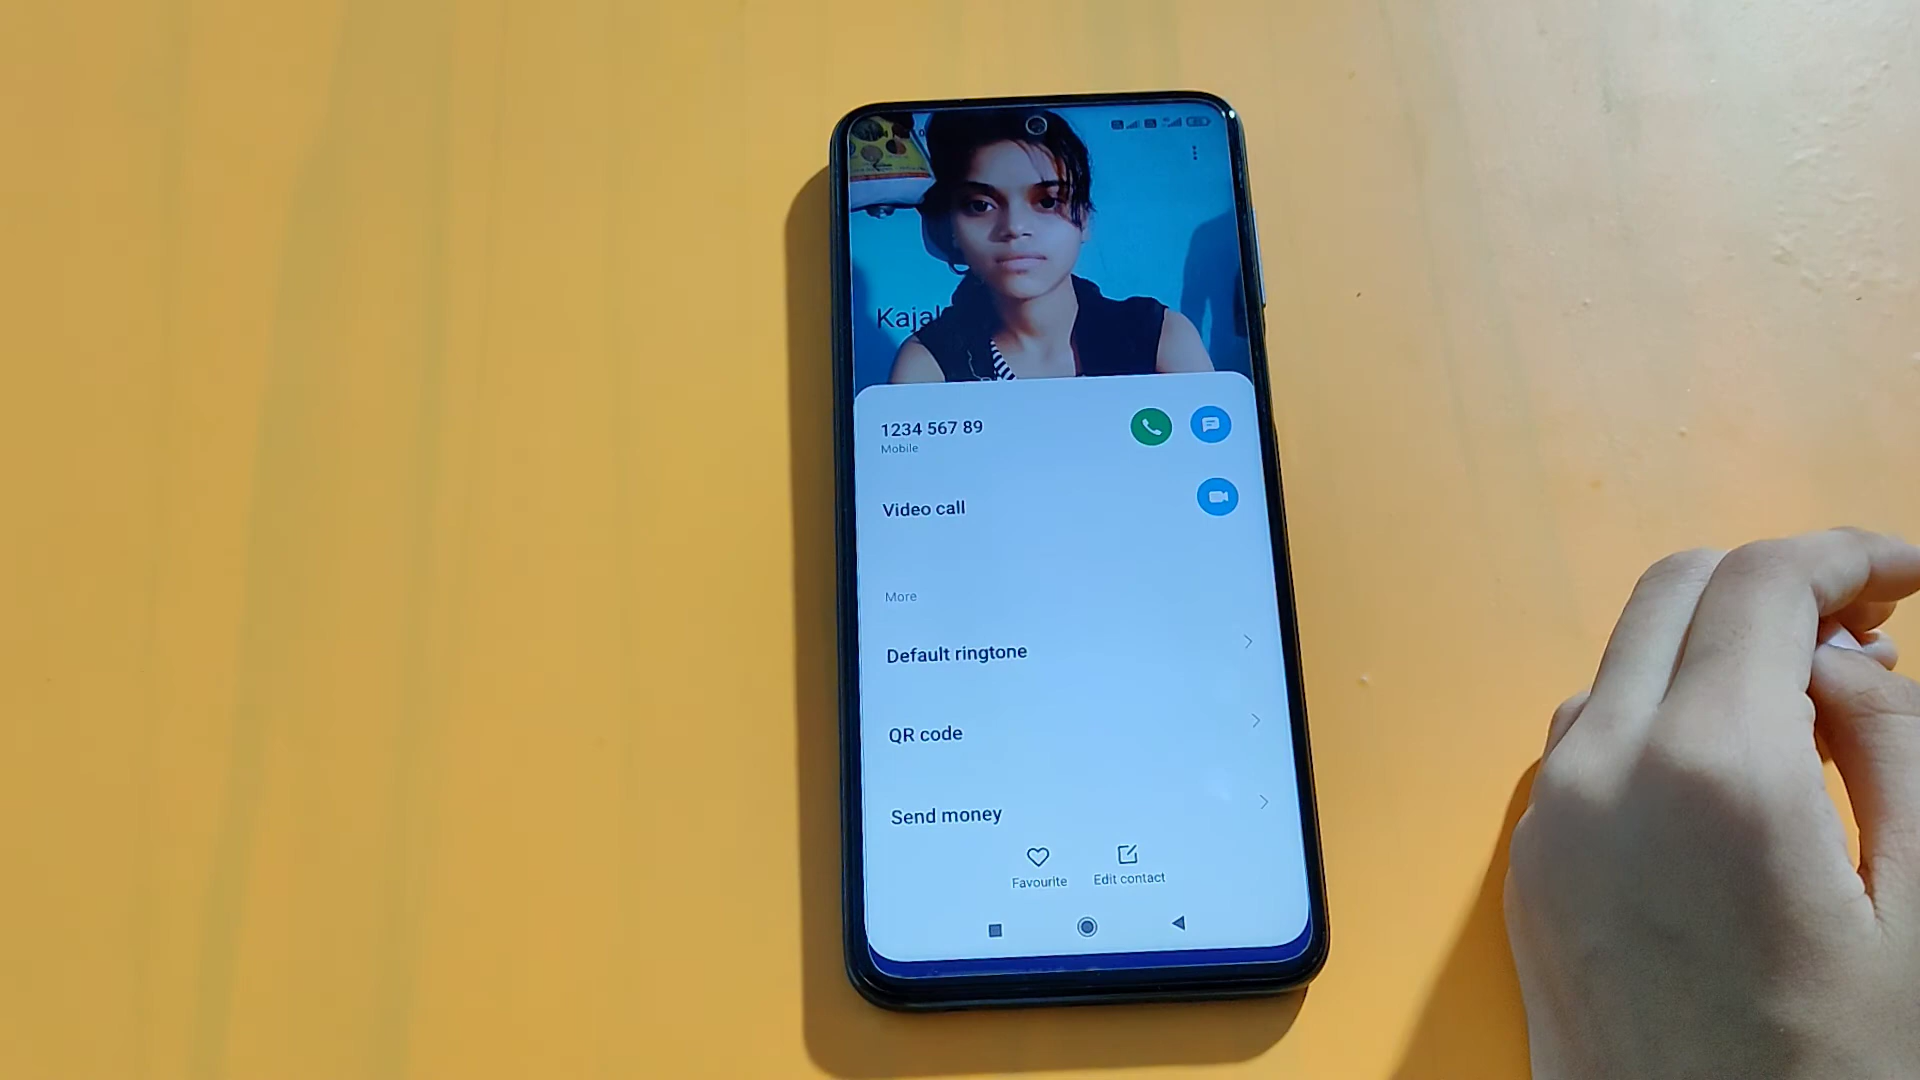 Kajal
1234 567 89
Mobile
Video call
More
Default ringtone
QR code
Send money
Favourite
Edit contact